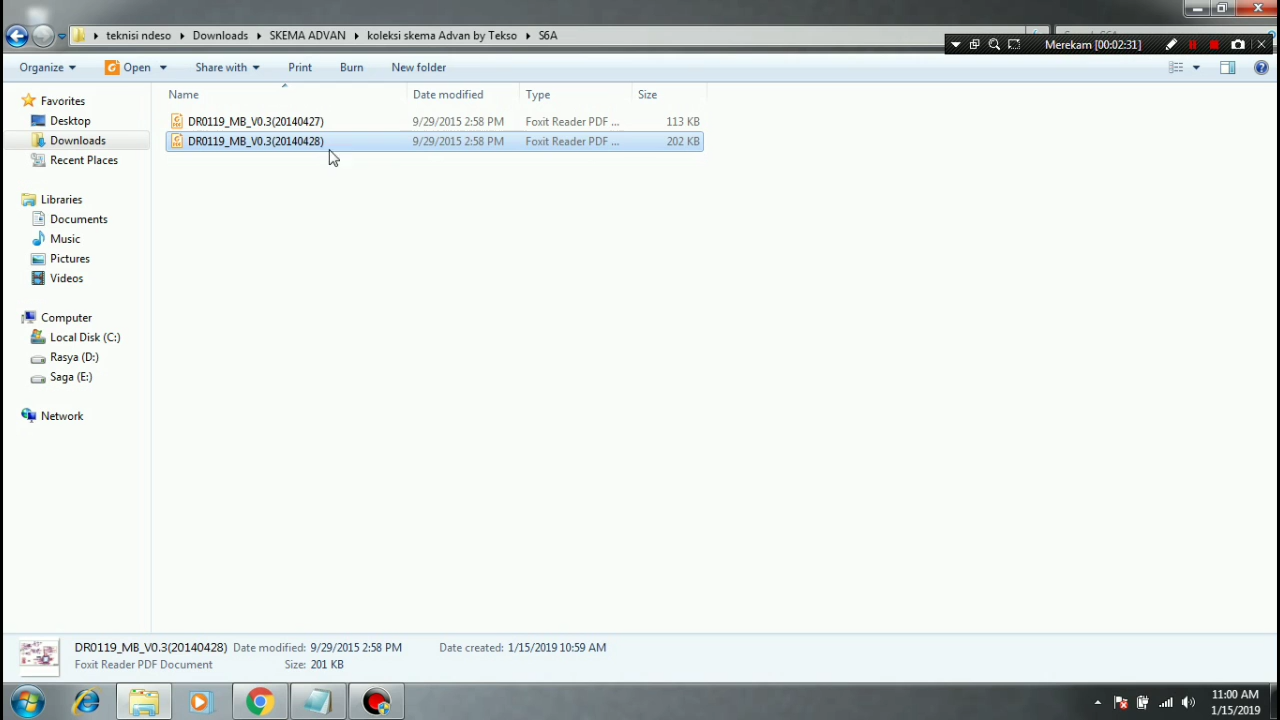 teknisi ndeso Downloads SKEMA ADVAN koleksi skema Advan by Tekso S6A
Merekam [00:02:31]
Organize Open Share with Print Burn New folder
Name Date modified Type Size
DR0119_MB_V0.3(20140427) 9/29/2015 2:58 PM Foxit Reader PDF ... 113 KB
DR0119_MB_V0.3(20140428) 9/29/2015 2:58 PM Foxit Reader PDF ... 202 KB
Favorites
Desktop
Downloads
Recent Places
Libraries
Documents
Music
Pictures
Videos
Computer
Local Disk (C:)
Rasya (D:)
Saga (E:)
Network
DR0119_MB_V0.3(20140428) Date modified: 9/29/2015 2:58 PM Date created: 1/15/2019 10:59 AM
Foxit Reader PDF Document Size: 201 KB
11:00 AM
1/15/2019